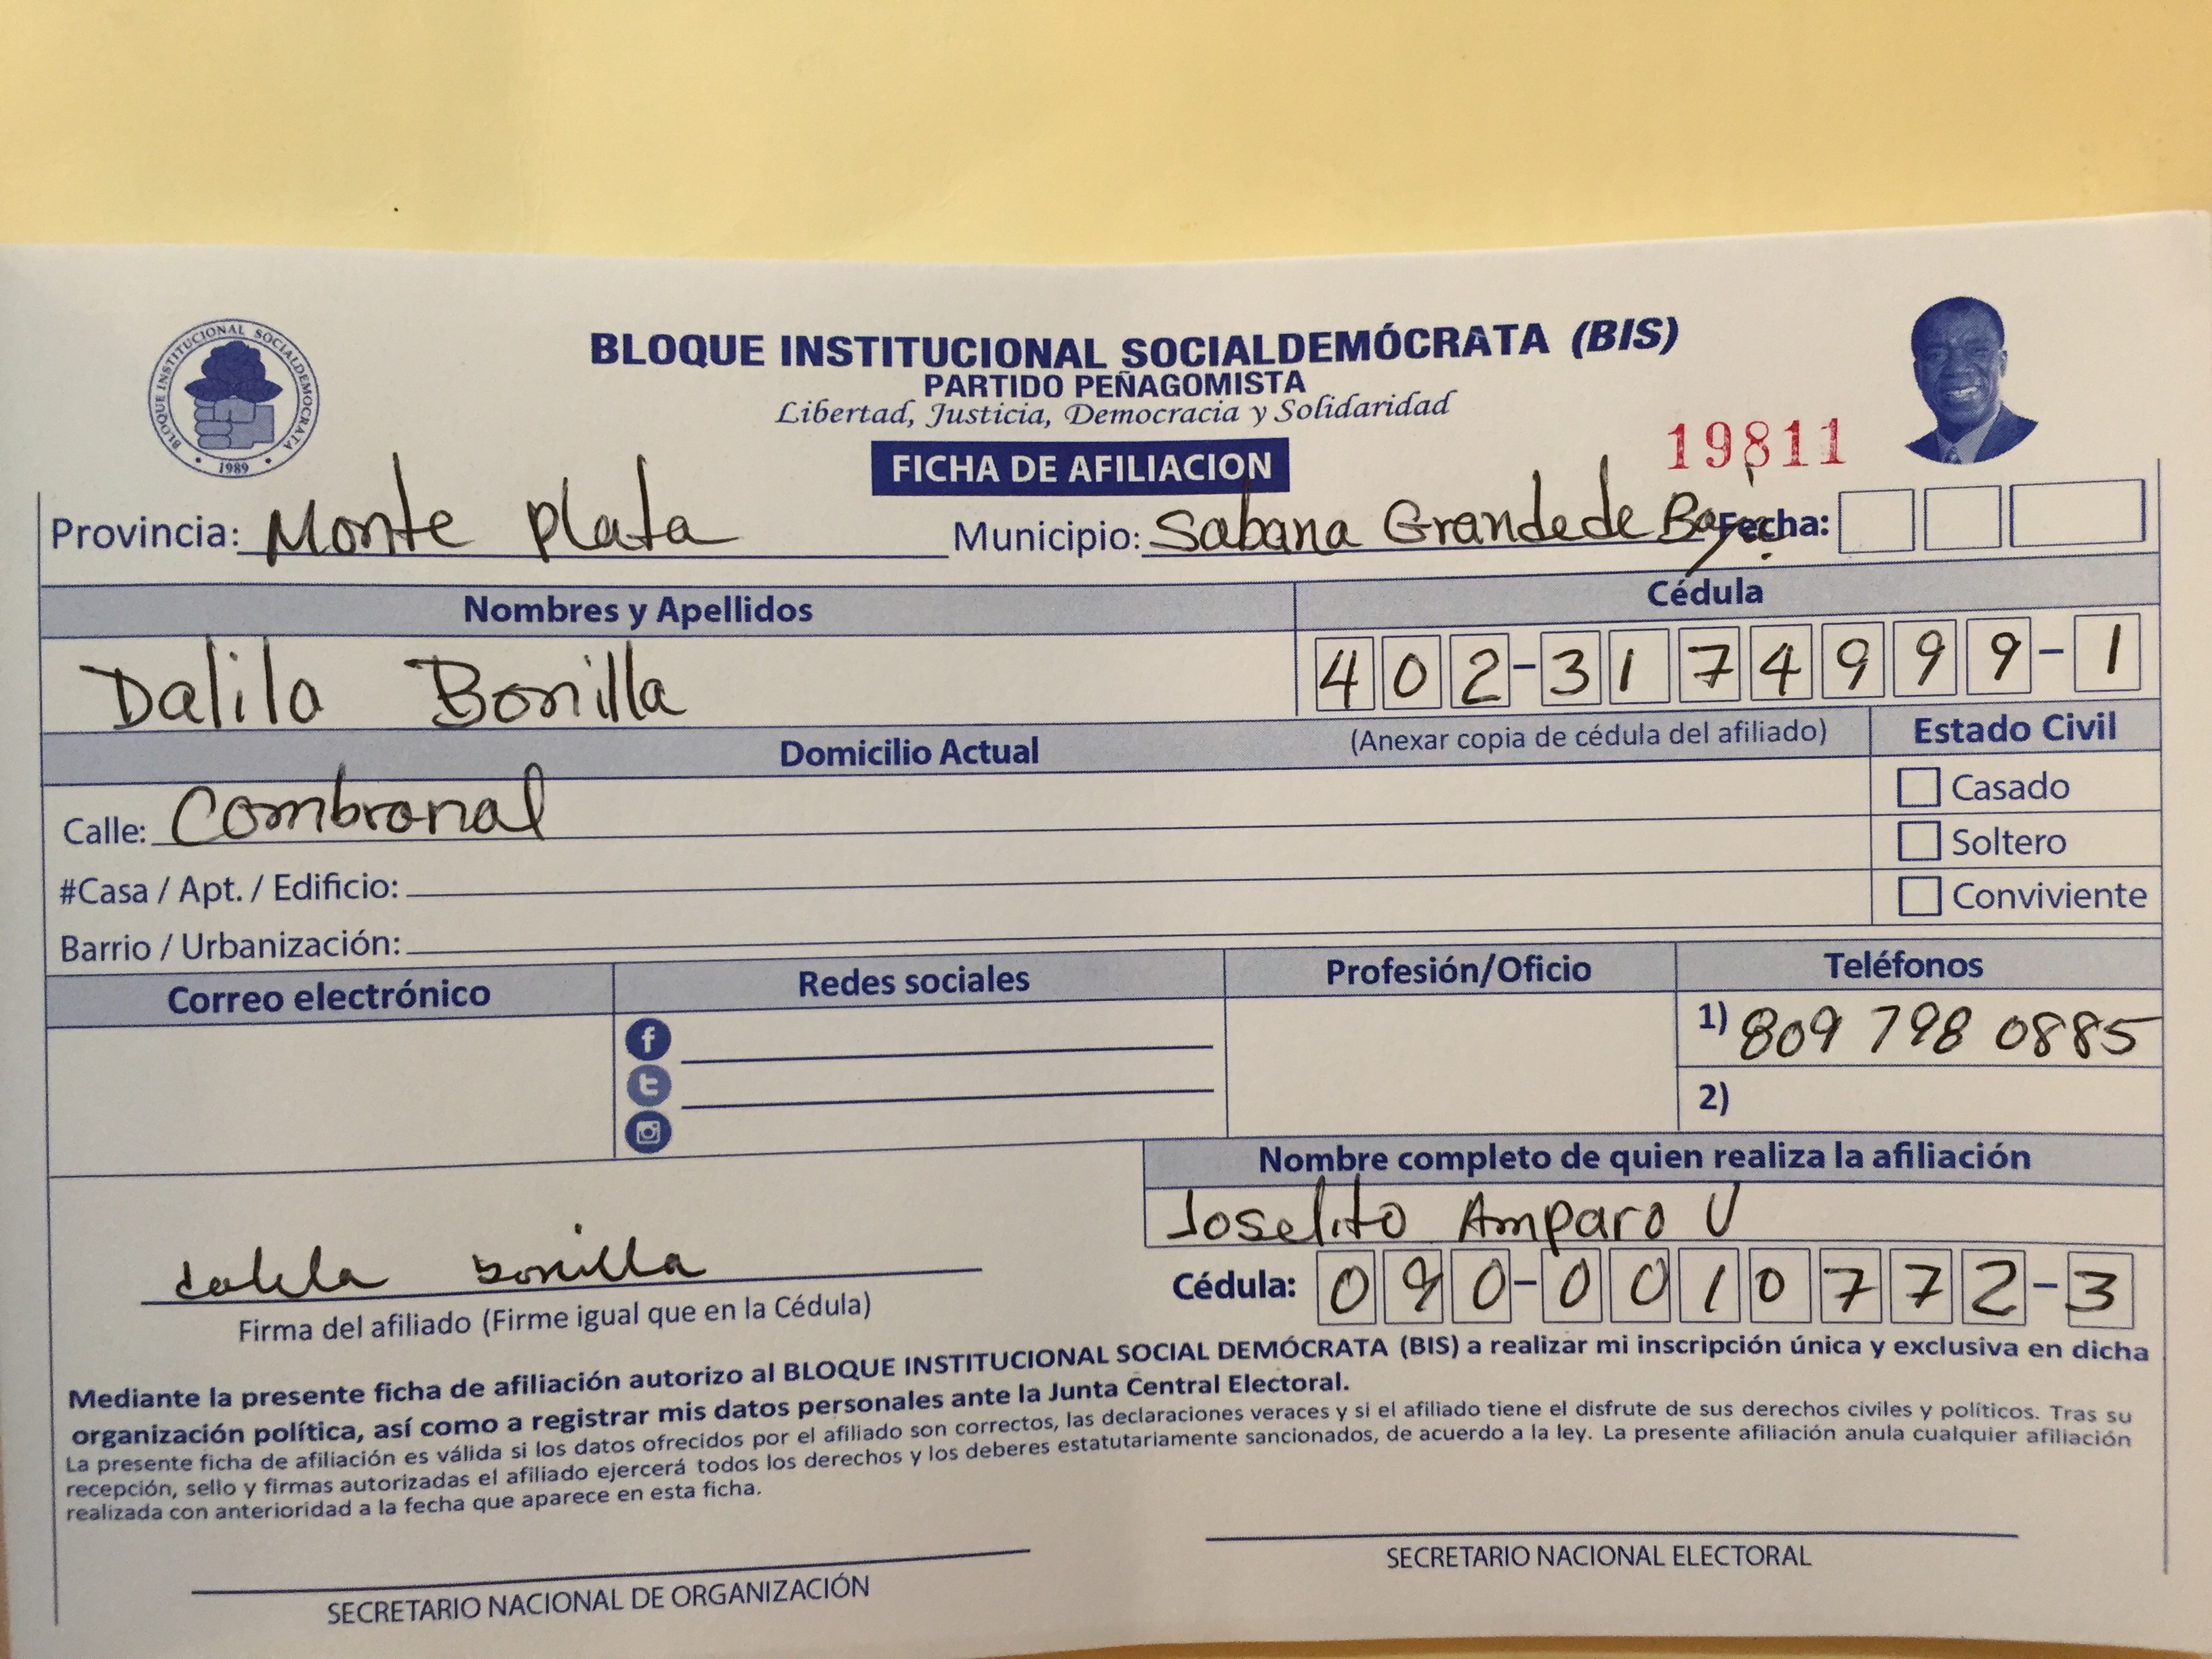 BLOQUE INSTITUCIONAL SOCIALDEMOCRATA
1989
BLOQUE INSTITUCIONAL SOCIALDEMÓCRATA (BIS)
PARTIDO PEÑAGOMISTA
Libertad, Justicia, Democracia y Solidaridad
FICHA DE AFILIACION
19811
Provincia: Monte Plata Municipio: Sabana Grande de Boyá Fecha:
Nombres y Apellidos Cédula
Dalila Bonilla 402-3174999-1
Domicilio Actual (Anexar copia de cédula del afiliado) Estado Civil
Calle: Combronal
Casado
Soltero
#Casa / Apt. / Edificio:
Conviviente
Barrio / Urbanización:
Correo electrónico Redes sociales Profesión/Oficio Teléfonos
1) 809 798 0885
2)
Nombre completo de quien realiza la afiliación
Joselito Amparo U
dalila bonilla
Cédula: 090-0010772-3
Firma del afiliado (Firme igual que en la Cédula)
Mediante la presente ficha de afiliación autorizo al BLOQUE INSTITUCIONAL SOCIAL DEMÓCRATA (BIS) a realizar mi inscripción única y exclusiva en dicha
organización política, así como a registrar mis datos personales ante la Junta Central Electoral.
La presente ficha de afiliación es válida si los datos ofrecidos por el afiliado son correctos, las declaraciones veraces y si el afiliado tiene el disfrute de sus derechos civiles y políticos. Tras su
recepción, sello y firmas autorizadas el afiliado ejercerá todos los derechos y los deberes estatutariamente sancionados, de acuerdo a la ley. La presente afiliación anula cualquier afiliación
realizada con anterioridad a la fecha que aparece en esta ficha.
SECRETARIO NACIONAL DE ORGANIZACIÓN
SECRETARIO NACIONAL ELECTORAL